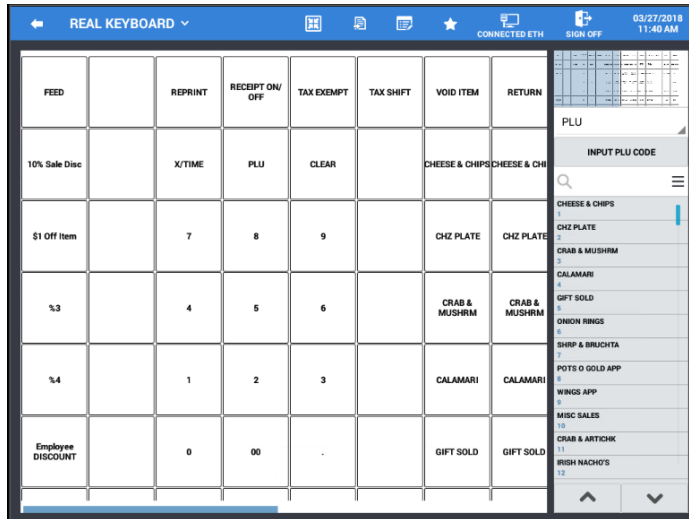 REAL KEYBOARD
CONNECTED ETH
SIGN OFF
03/27/2018
11:40 AM
FEED
REPRINT
RECEIPT ON/
OFF
TAX EXEMPT
TAX SHIFT
VOID ITEM
RETURN
10% Sale Disc
X/TIME
PLU
CLEAR
CHEESE & CHIPS
CHEESE & CHI
$1 Off Item
7
8
9
CHZ PLATE
CHZ PLATE
%3
4
5
6
CRAB &
MUSHRM
CRAB &
MUSHRM
%4
1
2
3
CALAMARI
CALAMARI
Employee
DISCOUNT
0
00
.
GIFT SOLD
GIFT SOLD
PLU
INPUT PLU CODE
CHEESE & CHIPS
1
CHZ PLATE
2
CRAB & MUSHRM
3
CALAMARI
4
GIFT SOLD
5
ONION RINGS
6
SHRP & BRUCHTA
7
POTS O GOLD APP
8
WINGS APP
9
MISC SALES
10
CRAB & ARTICHK
11
IRISH NACHO'S
12